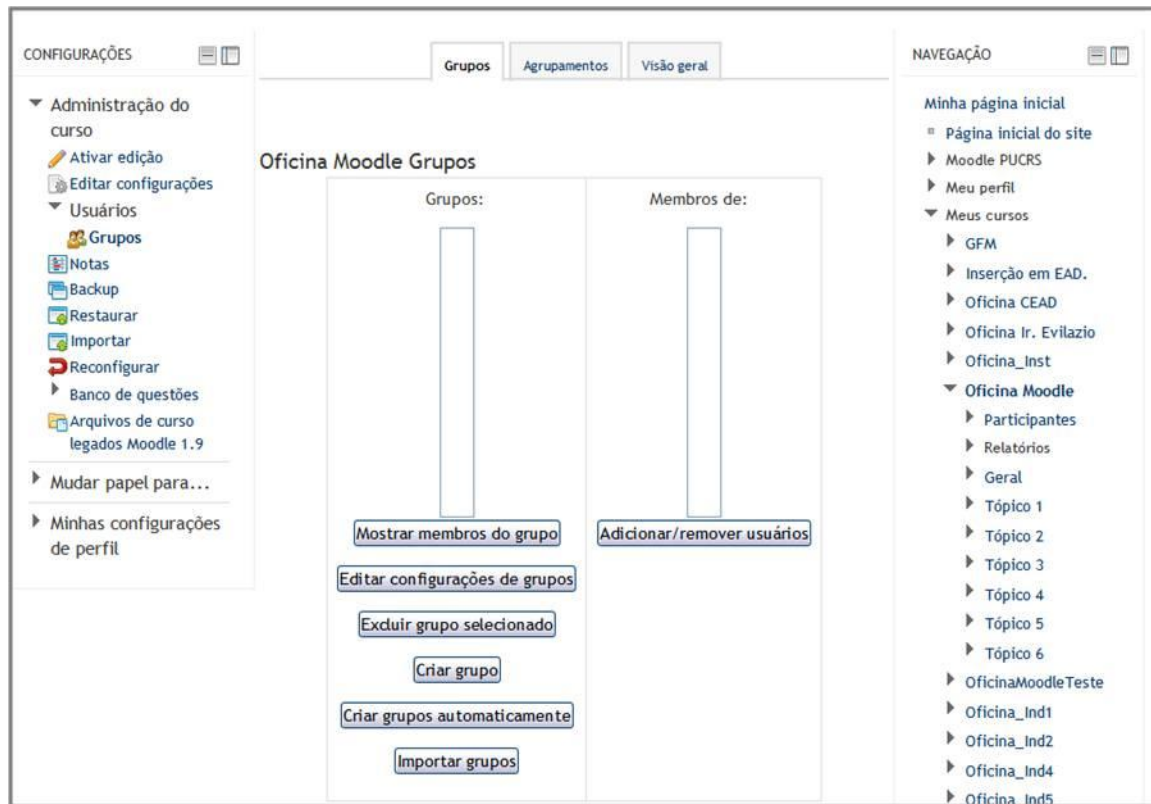 CONFIGURAÇÕES
Administração do
curso
Ativar edição
Editar configurações
Usuários
Grupos
Notas
Backup
Restaurar
Importar
Reconfigurar
Banco de questões
Arquivos de curso
legados Moodle 1.9
Mudar papel para...
Minhas configurações
de perfil
Grupos
Agrupamentos
Visão geral
Oficina Moodle Grupos
Grupos:
Mostrar membros do grupo
Editar configurações de grupos
Excluir grupo selecionado
Criar grupo
Criar grupos automaticamente
Importar grupos
Membros de:
Adicionar/remover usuários
NAVEGAÇÃO
Minha página inicial
Página inicial do site
Moodle PUCRS
Meu perfil
Meus cursos
GFM
Inserção em EAD.
Oficina CEAD
Oficina Ir. Evilazio
Oficina_Inst
Oficina Moodle
Participantes
Relatórios
Geral
Tópico 1
Tópico 2
Tópico 3
Tópico 4
Tópico 5
Tópico 6
OficinaMoodleTeste
Oficina_Ind1
Oficina_Ind2
Oficina_Ind4
Oficina_Ind5